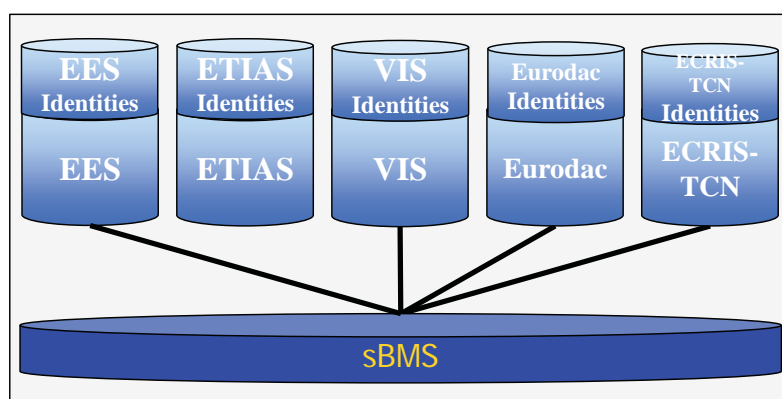 EES
Identities
EES
ETIAS
Identities
ETIAS
VIS
Identities
VIS
Eurodac
Identities
Eurodac
ECRIS-
TCN
Identities
ECRIS-
TCN
sBMS